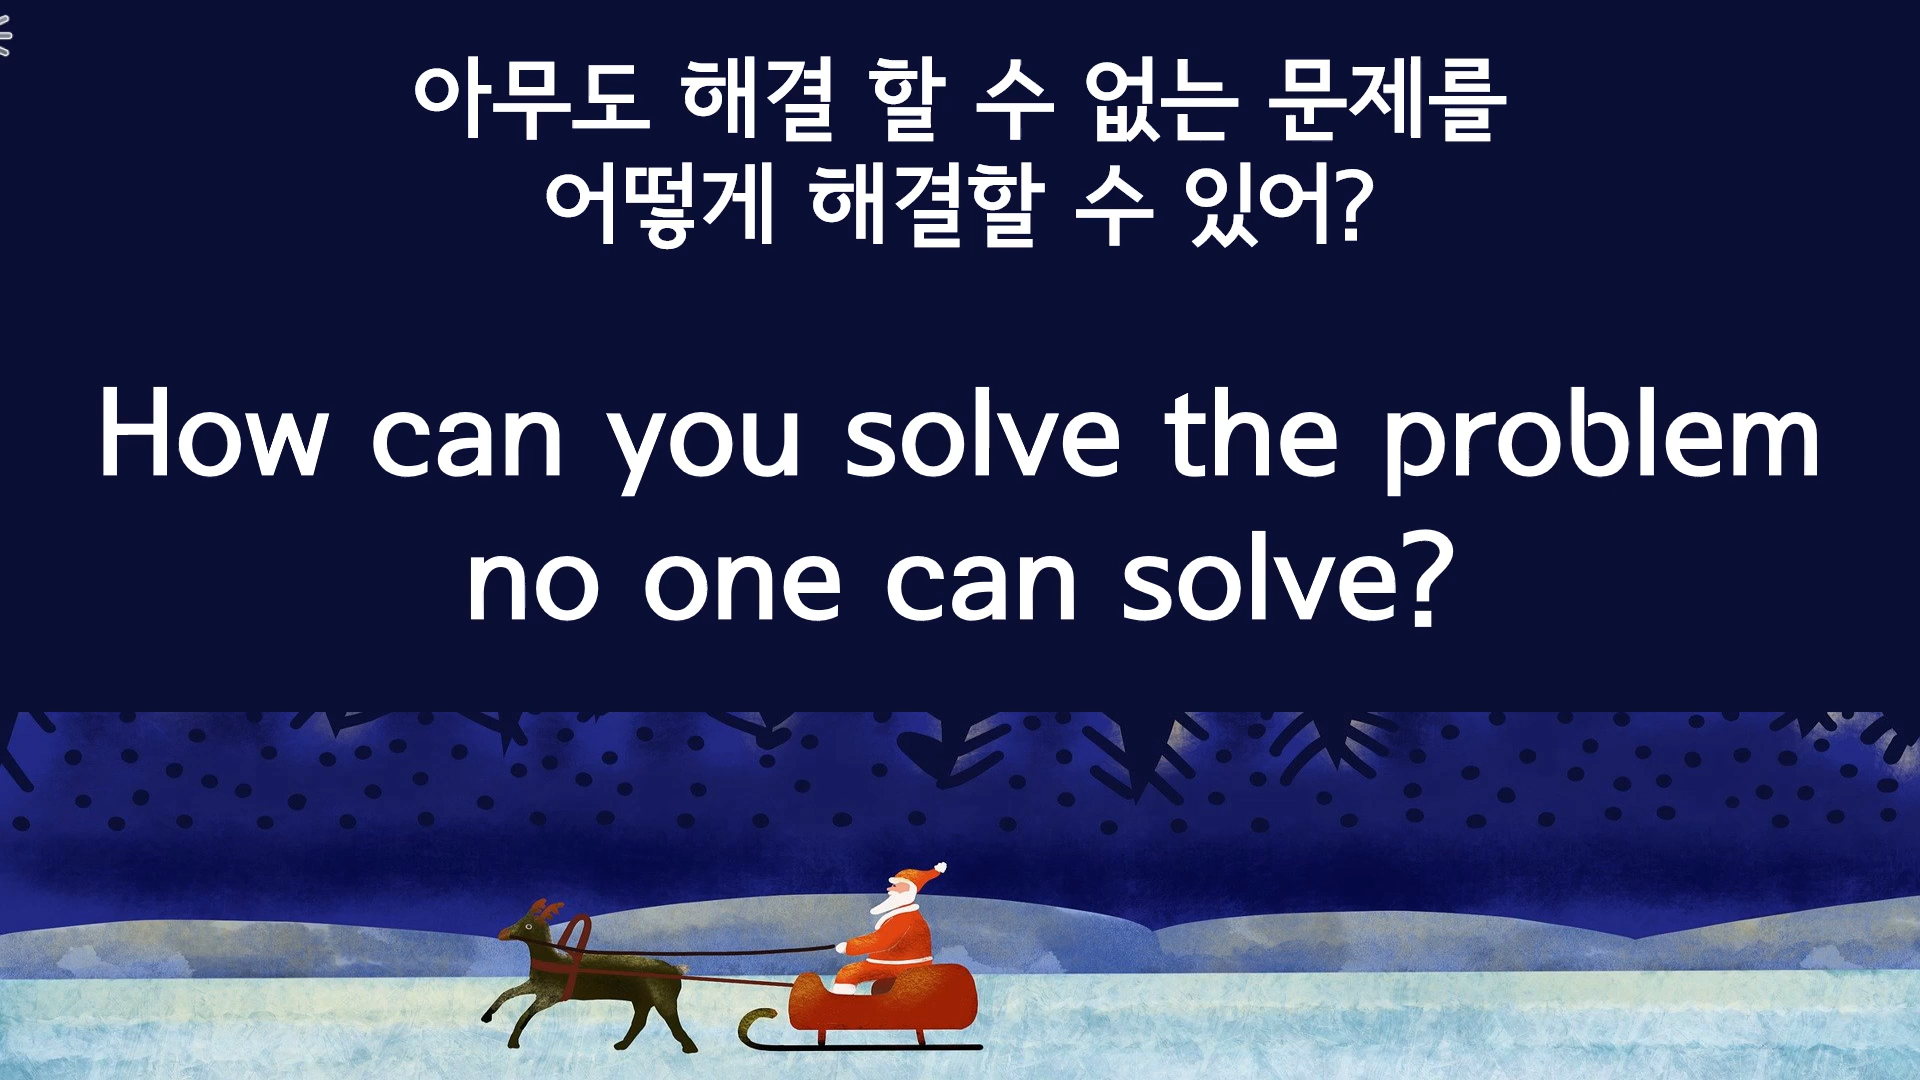 아무도 해결 할 수 없는 문제를
어떻게 해결할 수 있어?
How can you solve the problem
no one can solve?